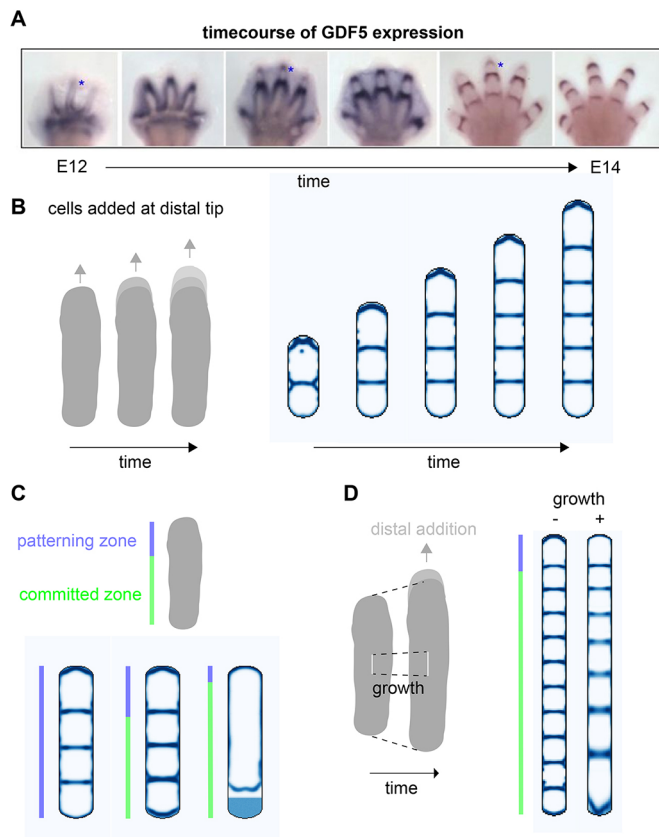 A
timecourse of GDF5 expression
*
*
*
E12
time
E14
B
cells added at distal tip
time
time
C
patterning zone
committed zone
D
growth
- +
distal addition
growth
time